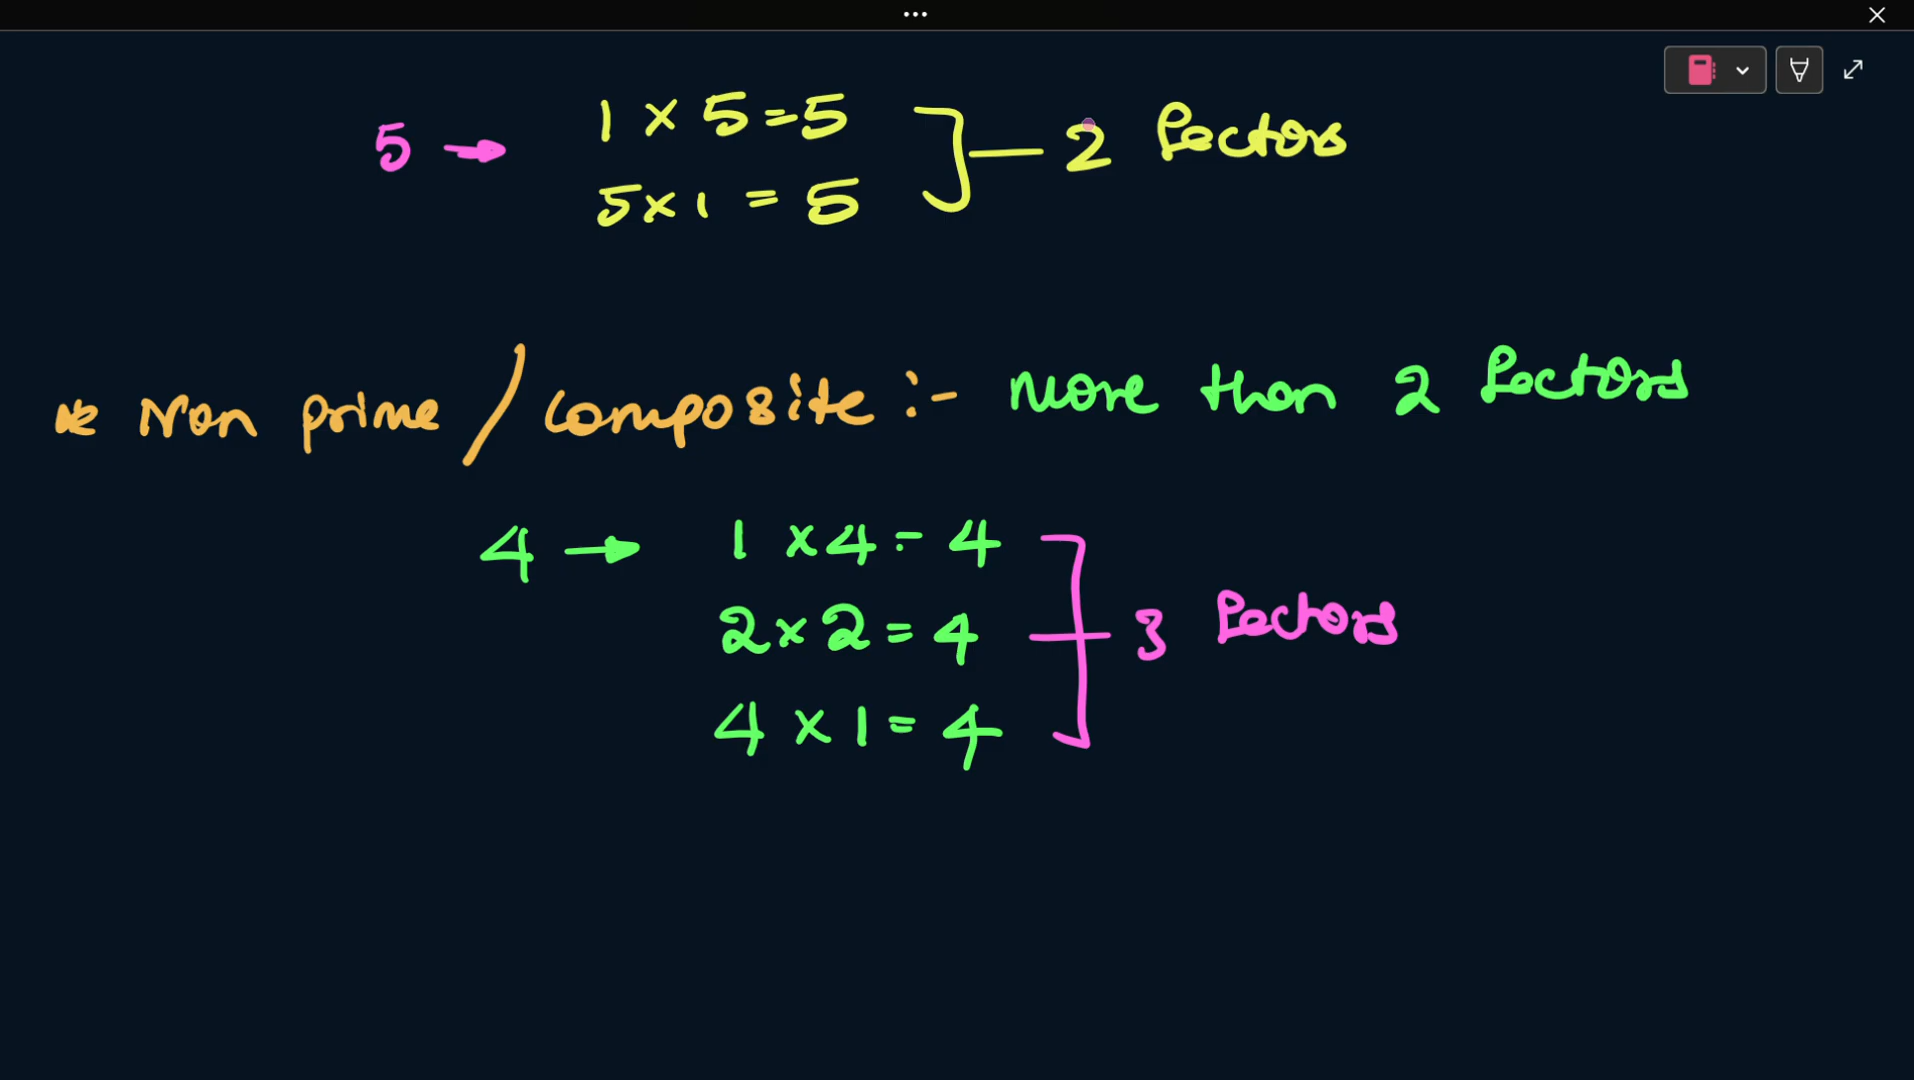 5 → 1 × 5 = 5
5 × 1 = 5
— 2 Factors
* Non prime / composite :- More than 2 Factors
4 → 1 × 4 = 4
2 × 2 = 4
4 × 1 = 4
— 3 Factors